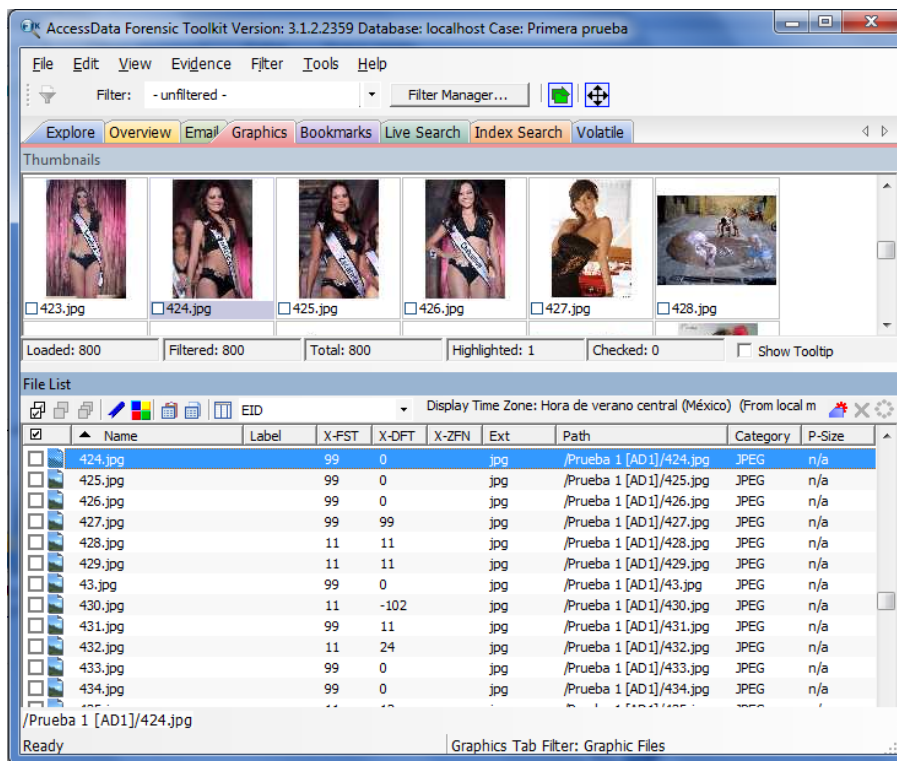 AccessData Forensic Toolkit Version: 3.1.2.2359 Database: localhost Case: Primera prueba
File Edit View Evidence Filter Tools Help
Filter: - unfiltered - Filter Manager...
Explore Overview Email Graphics Bookmarks Live Search Index Search Volatile
Thumbnails
Chihuahua
423.jpg 424.jpg 425.jpg 426.jpg 427.jpg 428.jpg
Loaded: 800 Filtered: 800 Total: 800 Highlighted: 1 Checked: 0 Show Tooltip
File List
EID Display Time Zone: Hora de verano central (México) (From local m
Name Label X-FST X-DFT X-ZFN Ext Path Category P-Size
424.jpg 99 0 jpg /Prueba 1 [AD1]/424.jpg JPEG n/a
425.jpg 99 0 jpg /Prueba 1 [AD1]/425.jpg JPEG n/a
426.jpg 99 0 jpg /Prueba 1 [AD1]/426.jpg JPEG n/a
427.jpg 99 99 jpg /Prueba 1 [AD1]/427.jpg JPEG n/a
428.jpg 11 11 jpg /Prueba 1 [AD1]/428.jpg JPEG n/a
429.jpg 11 11 jpg /Prueba 1 [AD1]/429.jpg JPEG n/a
43.jpg 99 0 jpg /Prueba 1 [AD1]/43.jpg JPEG n/a
430.jpg 11 -102 jpg /Prueba 1 [AD1]/430.jpg JPEG n/a
431.jpg 99 11 jpg /Prueba 1 [AD1]/431.jpg JPEG n/a
432.jpg 11 24 jpg /Prueba 1 [AD1]/432.jpg JPEG n/a
433.jpg 99 0 jpg /Prueba 1 [AD1]/433.jpg JPEG n/a
434.jpg 99 0 jpg /Prueba 1 [AD1]/434.jpg JPEG n/a
/Prueba 1 [AD1]/424.jpg
Ready Graphics Tab Filter: Graphic Files